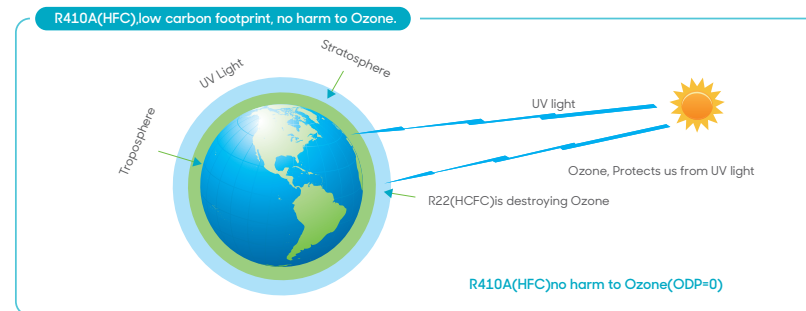 R410A(HFC),low carbon footprint, no harm to Ozone.
Stratosphere
UV Light
Troposphere
UV light
Ozone, Protects us from UV light
R22(HCFC)is destroying Ozone
R410A(HFC)no harm to Ozone(ODP=0)